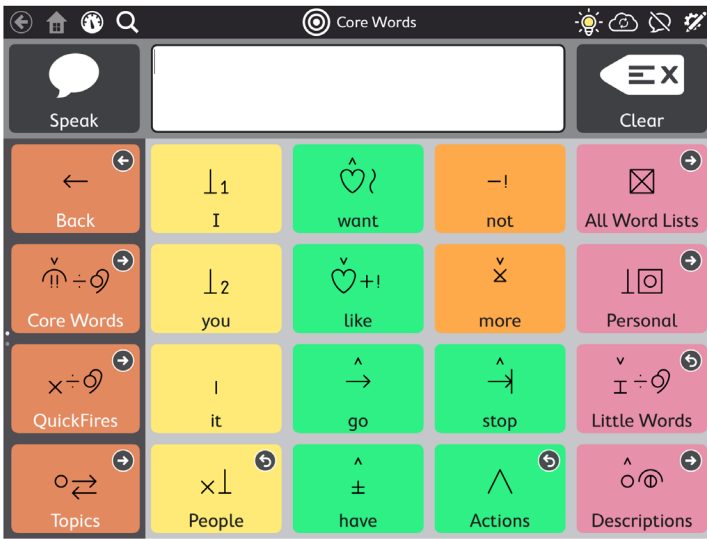 Core Words
Speak
Clear
Back
I
want
not
All Word Lists
Core Words
you
like
more
Personal
QuickFires
it
go
stop
Little Words
Topics
People
have
Actions
Descriptions